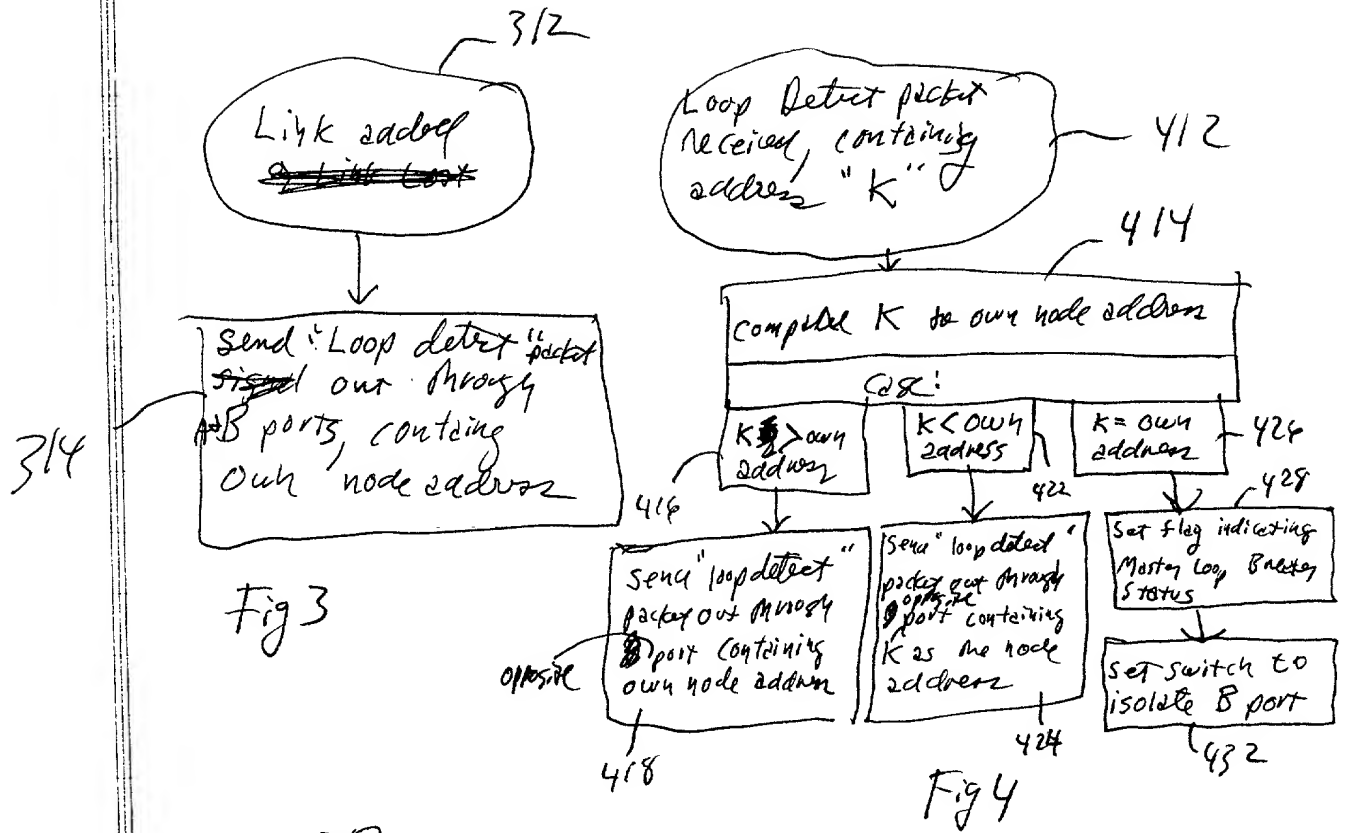 312
Link added
314
send "Loop detect" packet
out through
A+B ports, containg
own node address
Fig 3
Loop Detect packet
received, containing
address "K"
412
414
compared K to own node address
Case:
K > own
address
416
K < own
address
422
K = own
address
426
send "loop detect"
packet out through
opposite
port containing
own node address
418
send "loop detect"
packet out through
opposite
port containing
K as the node
address
424
428
Set flag indicating
Master Loop Breaker
Status
set switch to
isolate B port
432
Fig 4